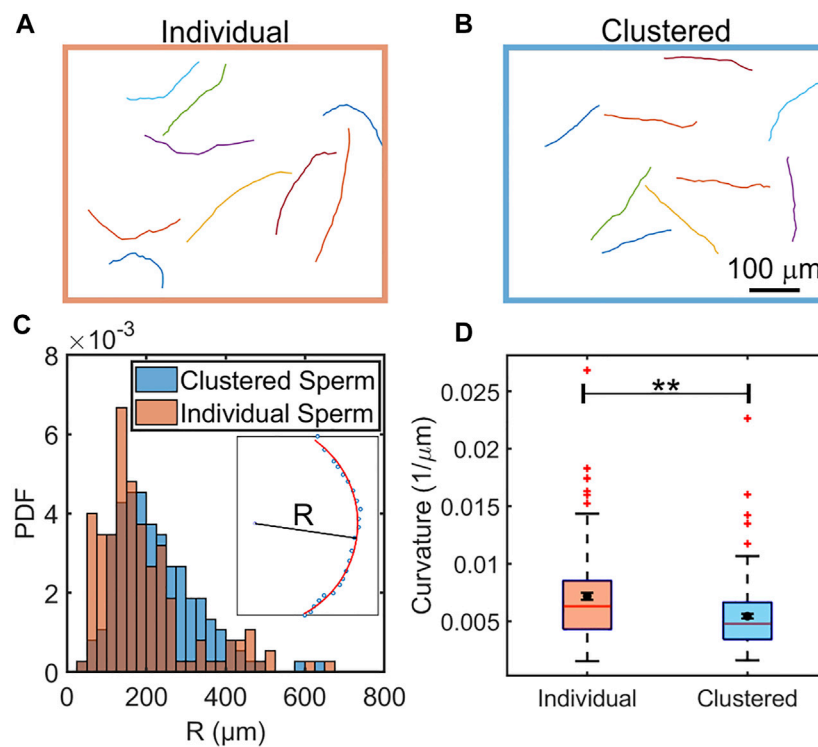 A
Individual
B
Clustered
100 μm
C
×10-3
8
6
4
2
0
PDF
Clustered Sperm
Individual Sperm
R
0
200
400
600
800
R (μm)
D
**
0.025
0.02
0.015
0.01
0.005
Curvature (1/μm)
Individual
Clustered